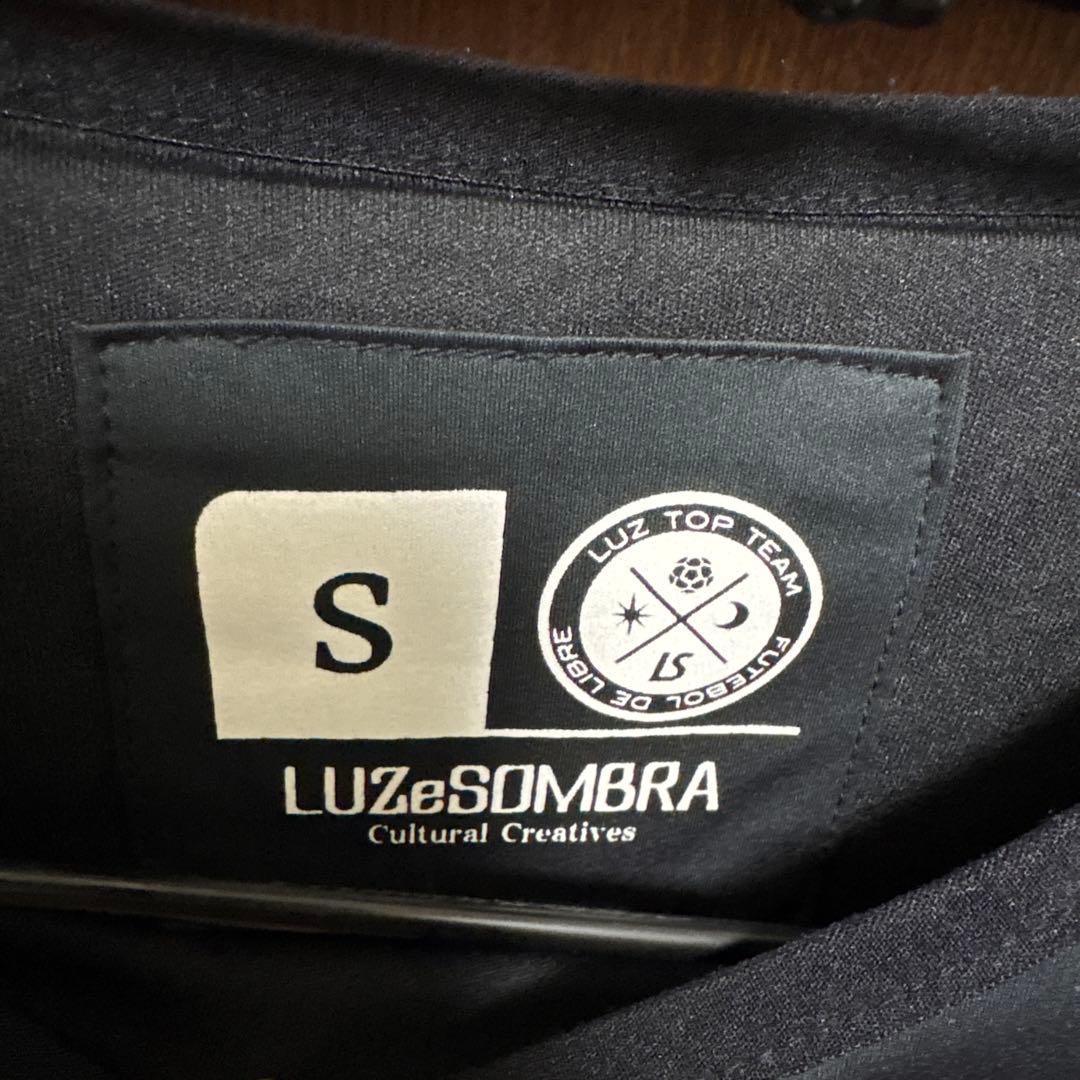 S
LUZ TOP TEAM
FUTEBOL DE LIBRE
LS
LUZeSOMBRA
Cultural Creatives